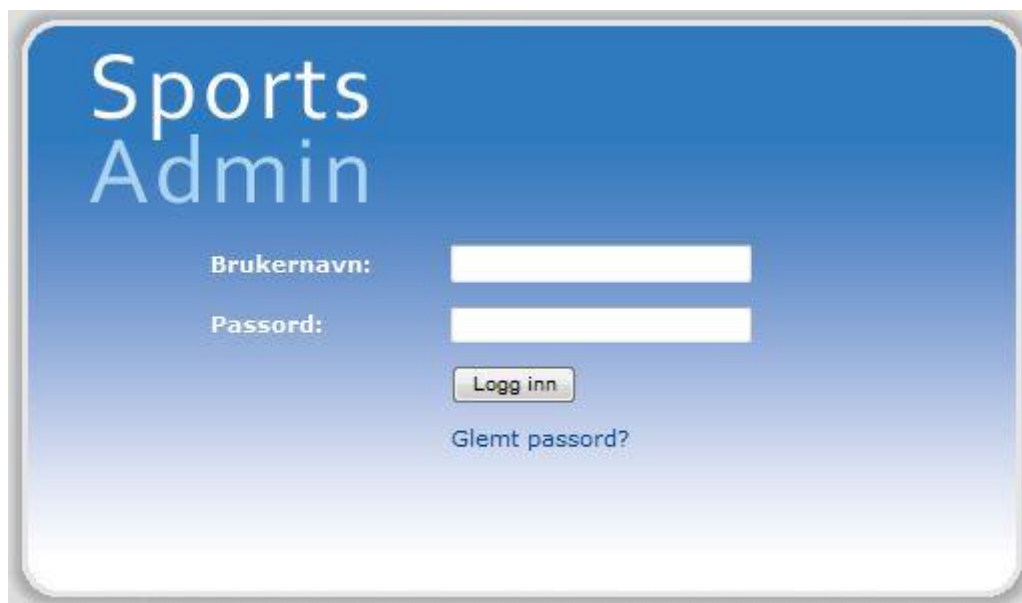 Sports
Admin
Brukernavn:
Passord:
Logg inn
Glemt passord?